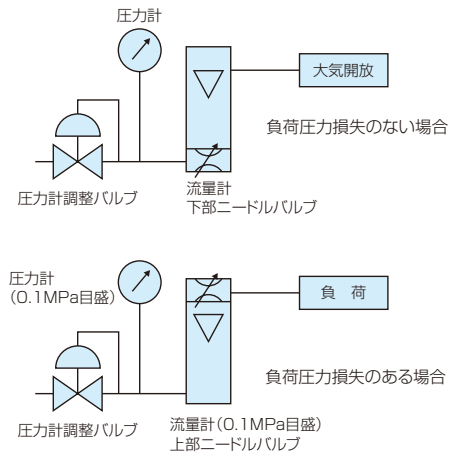 圧力計
大気開放
負荷圧力損失のない場合
圧力計調整バルブ
流量計
下部ニードルバルブ
圧力計
（0.1MPa目盛）
負　荷
負荷圧力損失のある場合
圧力計調整バルブ
流量計（0.1MPa目盛）
上部ニードルバルブ